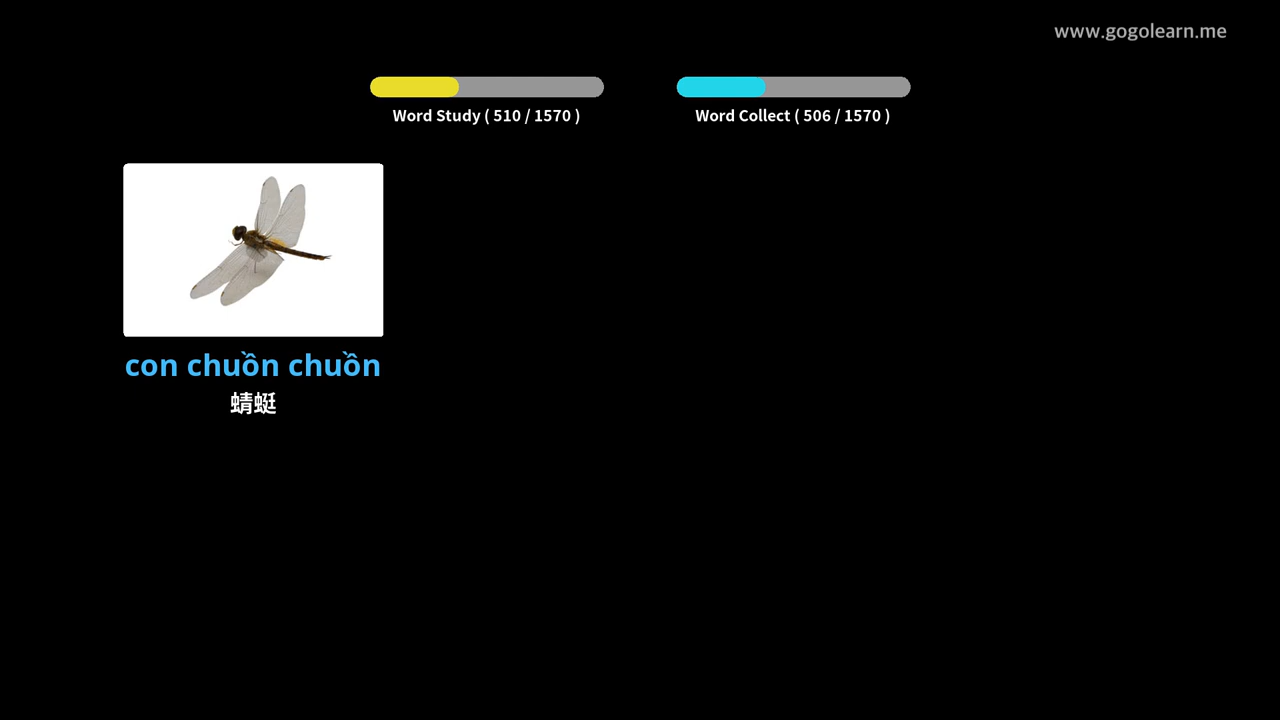 www.gogolearn.me
Word Study ( 510 / 1570 )
Word Collect ( 506 / 1570 )
con chuồn chuồn
蜻蜓